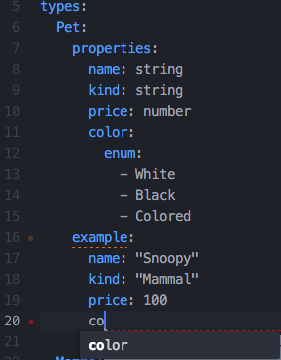 5 types:
6 Pet:
7 properties:
8 name: string
9 kind: string
10 price: number
11 color:
12 enum:
13 - White
14 - Black
15 - Colored
16 example:
17 name: "Snoopy"
18 kind: "Mammal"
19 price: 100
20 co
21 color